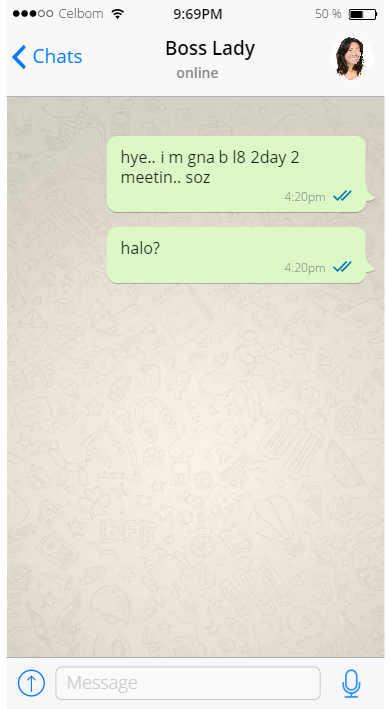 Celbom 9:69PM 50 %
Boss Lady
Chats
online
hye.. i m gna b l8 2day 2
meetin.. soz
4:20pm
halo?
4:20pm
BFF
Message